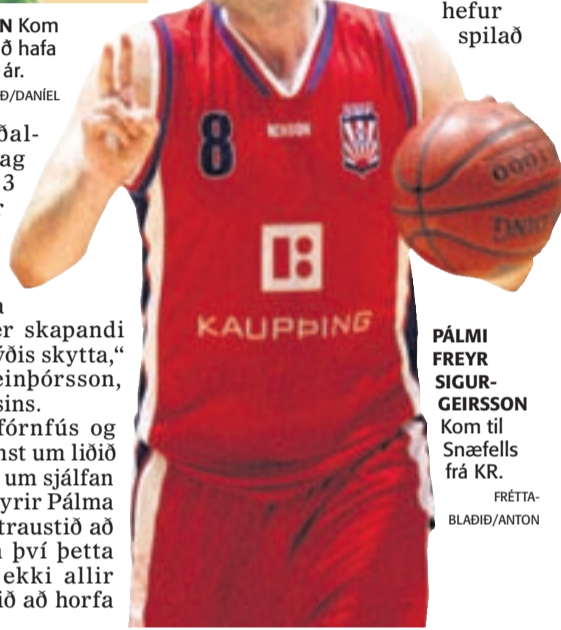 N Kom
ð hafa
ár.
Ð/DANÍEL
hefur
spilað
ðal-
ag
3
r
8
KAUPÞING
a
er skapandi
ýðis skytta,“
einþórsson,
sins.
fórnfús og
nst um liðið
um sjálfan
yrir Pálma
traustið að
því þetta
ekki allir
ið að horfa
PÁLMI
FREYR
SIGUR-
GEIRSSON
Kom til
Snæfells
frá KR.
FRÉTTA-
BLAÐIÐ/ANTON